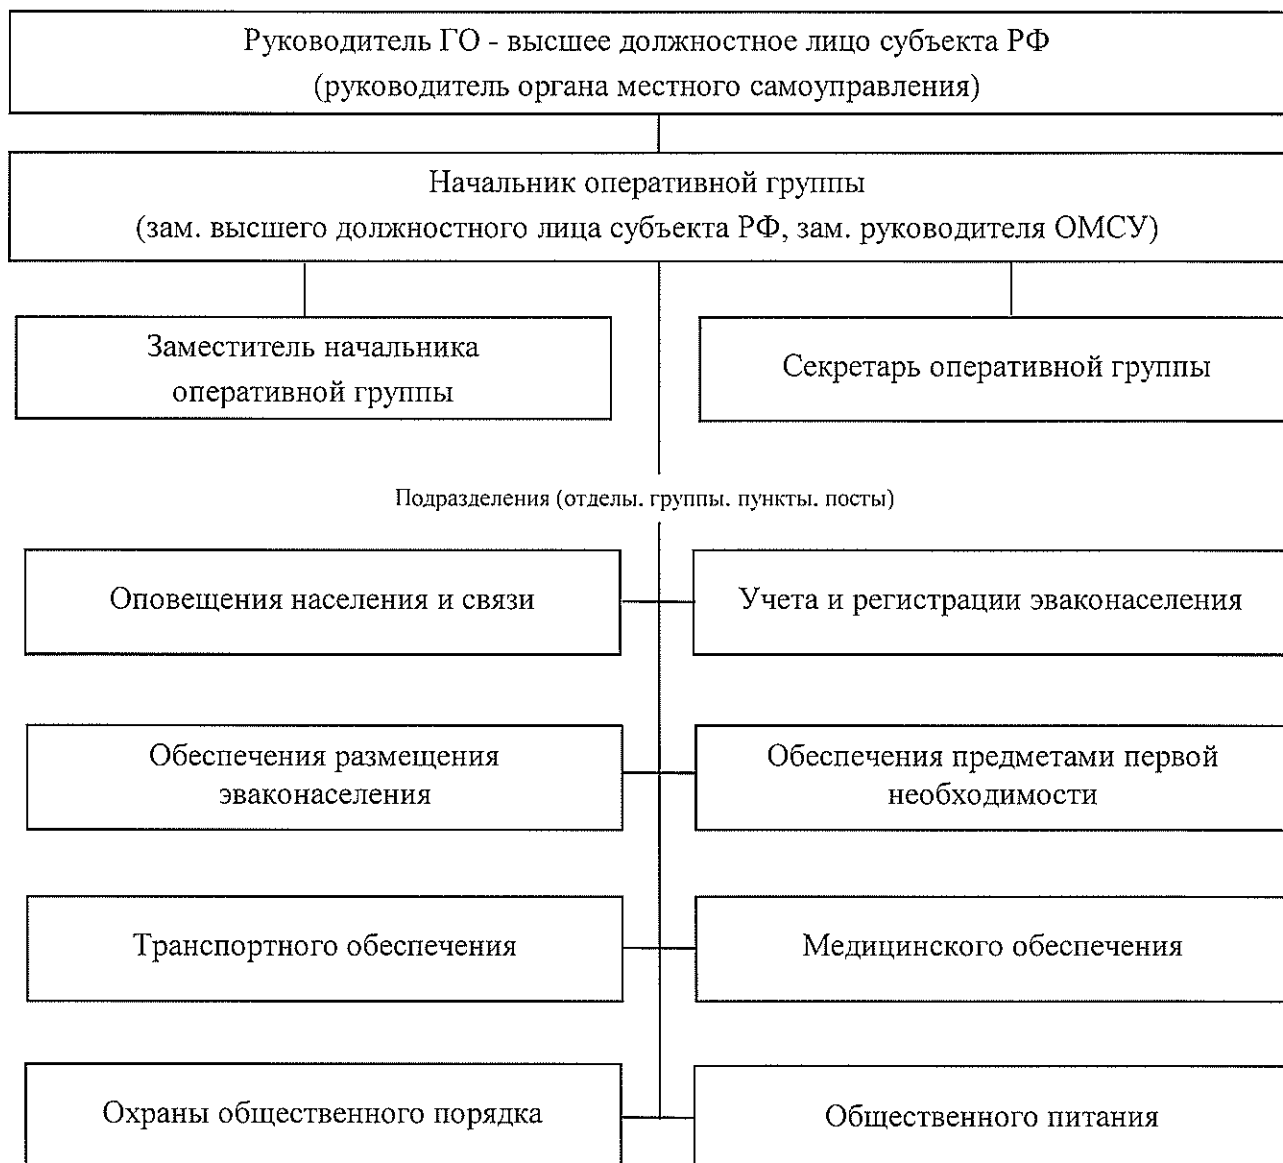 Руководитель ГО - высшее должностное лицо субъекта РФ
(руководитель органа местного самоуправления)
Начальник оперативной группы
(зам. высшего должностного лица субъекта РФ, зам. руководителя ОМСУ)
Заместитель начальника
оперативной группы
Секретарь оперативной группы
Подразделения (отделы. группы. пункты. посты)
Оповещения населения и связи
Учета и регистрации эваконаселения
Обеспечения размещения
эваконаселения
Обеспечения предметами первой
необходимости
Транспортного обеспечения
Медицинского обеспечения
Охраны общественного порядка
Общественного питания